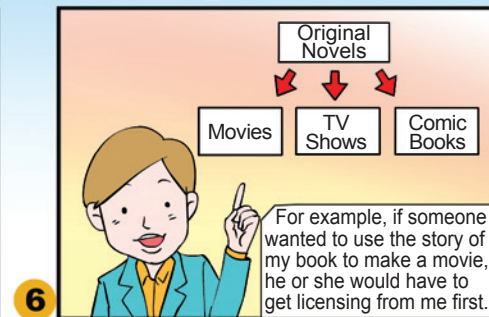 Original
Novels
Movies
TV
Shows
Comic
Books
For example, if someone
wanted to use the story of
my book to make a movie,
he or she would have to
get licensing from me first.
6